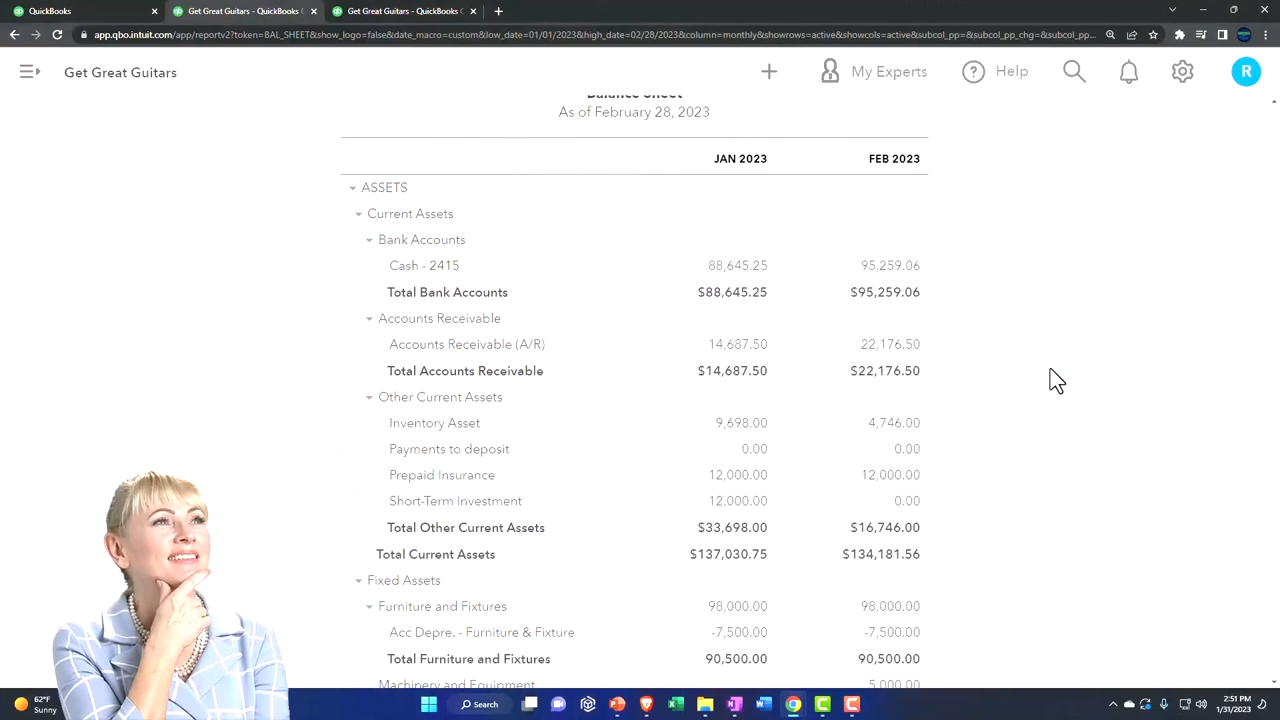 QuickBooks
Get Great Guitars - QuickBooks O
Get Great Guitars - QuickBooks O
app.qbo.intuit.com/app/reportv2?token=BAL_SHEET&show_logo=false&date_macro=custom&low_date=01/01/2023&high_date=02/28/2023&column=monthly&showrows=active&showcols=active&subcol_pp=&subcol_pp_chg=&subcol_pp...
Get Great Guitars
My Experts
Help
R
Balance Sheet
As of February 28, 2023
JAN 2023 FEB 2023
ASSETS
Current Assets
Bank Accounts
Cash - 2415 88,645.25 95,259.06
Total Bank Accounts $88,645.25 $95,259.06
Accounts Receivable
Accounts Receivable (A/R) 14,687.50 22,176.50
Total Accounts Receivable $14,687.50 $22,176.50
Other Current Assets
Inventory Asset 9,698.00 4,746.00
Payments to deposit 0.00 0.00
Prepaid Insurance 12,000.00 12,000.00
Short-Term Investment 12,000.00 0.00
Total Other Current Assets $33,698.00 $16,746.00
Total Current Assets $137,030.75 $134,181.56
Fixed Assets
Furniture and Fixtures 98,000.00 98,000.00
Acc Depre. - Furniture & Fixture -7,500.00 -7,500.00
Total Furniture and Fixtures 90,500.00 90,500.00
Machinery and Equipment 5,000.00
62°F
Sunny
Search
2:51 PM
1/31/2023